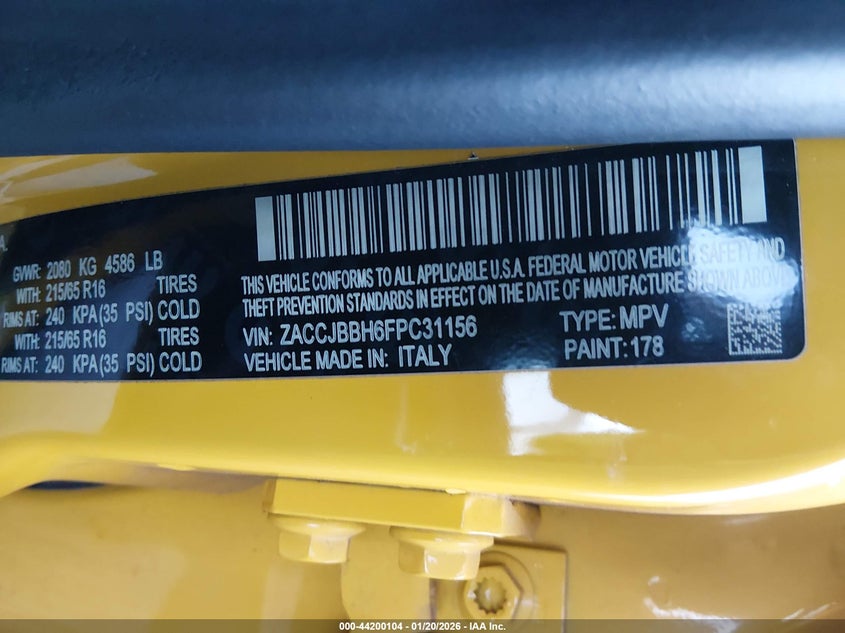 A.
GVWR: 2080 KG 4586 LB
WITH: 215/65 R16 TIRES
RIMS AT: 240 KPA (35 PSI) COLD
WITH: 215/65 R16 TIRES
RIMS AT: 240 KPA (35 PSI) COLD
THIS VEHICLE CONFORMS TO ALL APPLICABLE U.S.A. FEDERAL MOTOR VEHICLE SAFETY AND
THEFT PREVENTION STANDARDS IN EFFECT ON THE DATE OF MANUFACTURE SHOWN ABOVE.
VIN: ZACCJBBH6FPC31156 TYPE: MPV
VEHICLE MADE IN: ITALY PAINT: 178
000-44200104 - 01/20/2026 - IAA Inc.